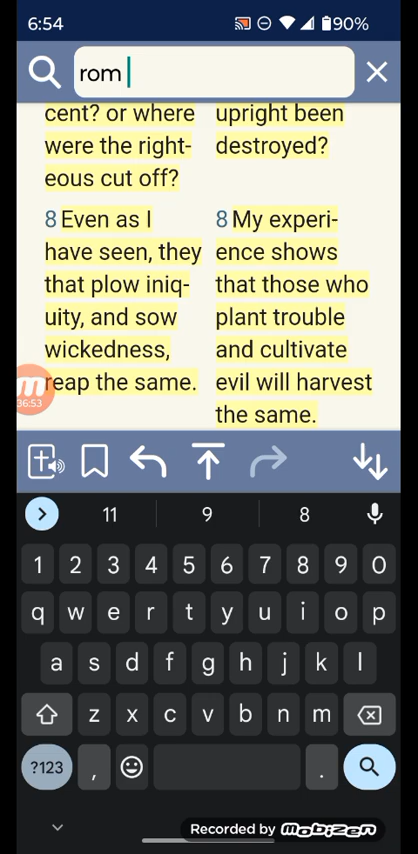 6:54
90%
rom
cent? or where
were the right-
eous cut off?
upright been
destroyed?
8 Even as I
have seen, they
that plow iniq-
uity, and sow
wickedness,
reap the same.
8 My experi-
ence shows
that those who
plant trouble
and cultivate
evil will harvest
the same.
36:53
11 9 8
1 2 3 4 5 6 7 8 9 0
q w e r t y u i o p
a s d f g h j k l
z x c v b n m
?123 , .
Recorded by mobizen